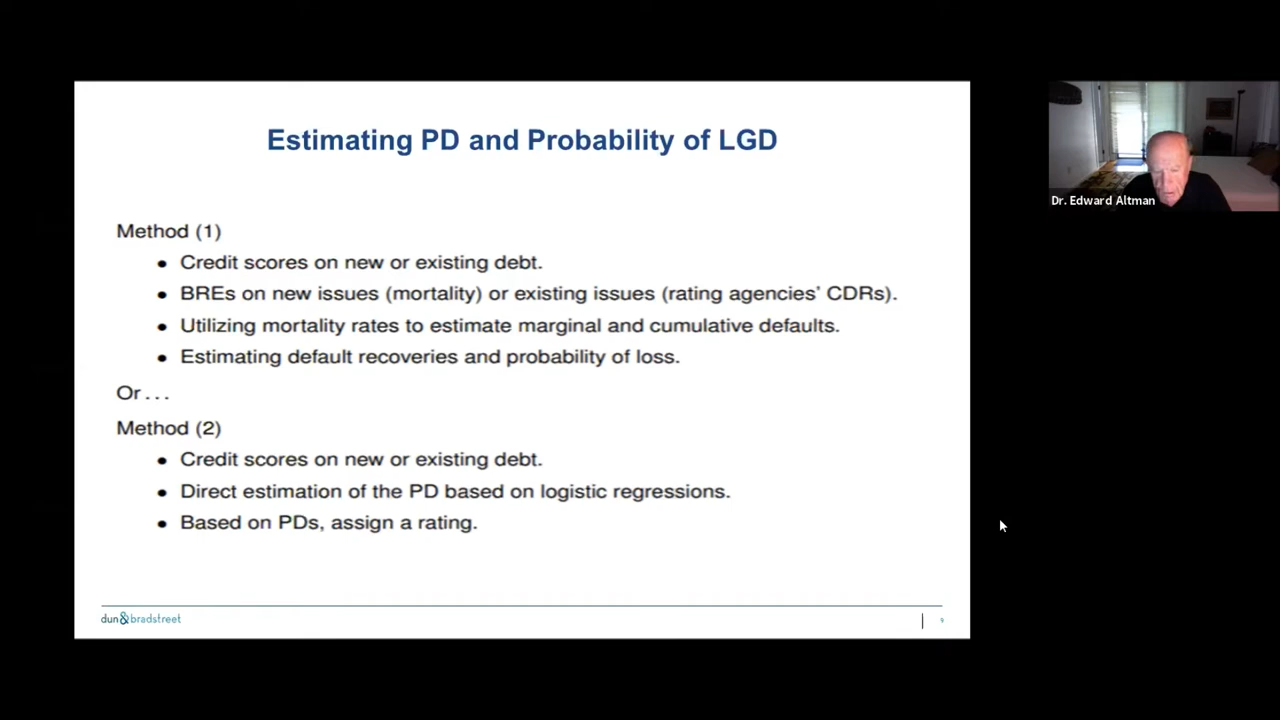 Estimating PD and Probability of LGD
Method (1)
• Credit scores on new or existing debt.
• BREs on new issues (mortality) or existing issues (rating agencies' CDRs).
• Utilizing mortality rates to estimate marginal and cumulative defaults.
• Estimating default recoveries and probability of loss.
Or . . .
Method (2)
• Credit scores on new or existing debt.
• Direct estimation of the PD based on logistic regressions.
• Based on PDs, assign a rating.
dun&bradstreet
9
Dr. Edward Altman